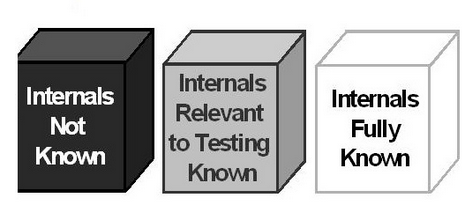 Internals
Not
Known
Internals
Relevant
to Testing
Known
Internals
Fully
Known